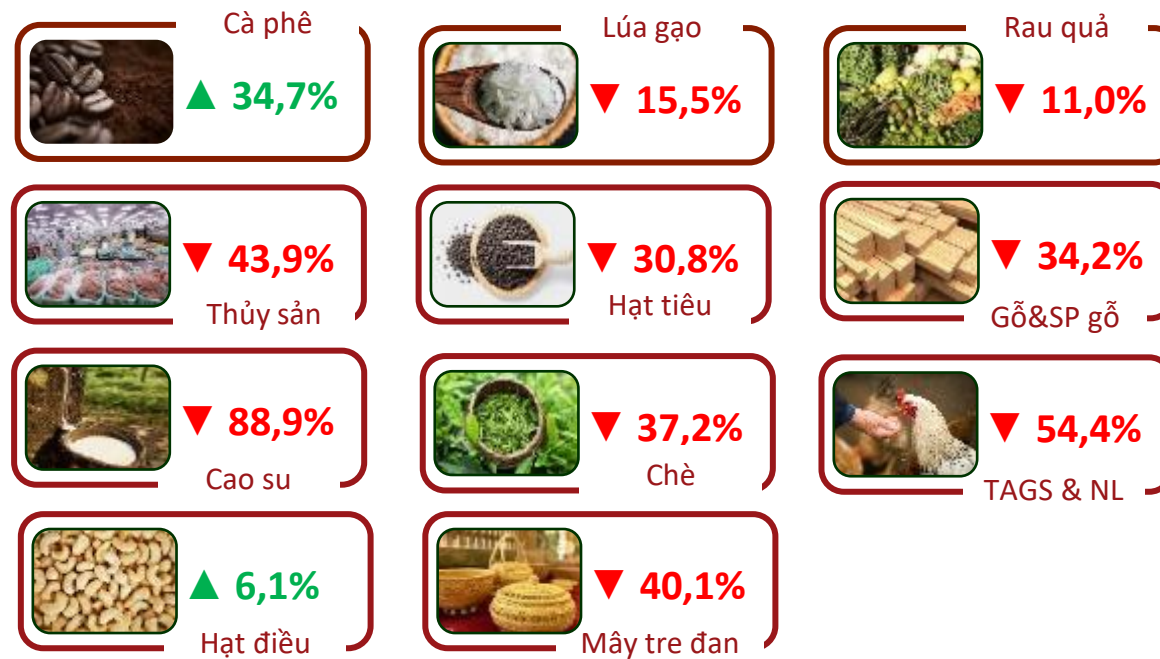 Cà phê
▲ 34,7%
Lúa gạo
▼ 15,5%
Rau quả
▼ 11,0%
▼ 43,9%
Thủy sản
▼ 30,8%
Hạt tiêu
▼ 34,2%
Gỗ&SP gỗ
▼ 88,9%
Cao su
▼ 37,2%
Chè
▼ 54,4%
TAGS & NL
▲ 6,1%
Hạt điều
▼ 40,1%
Mây tre đan